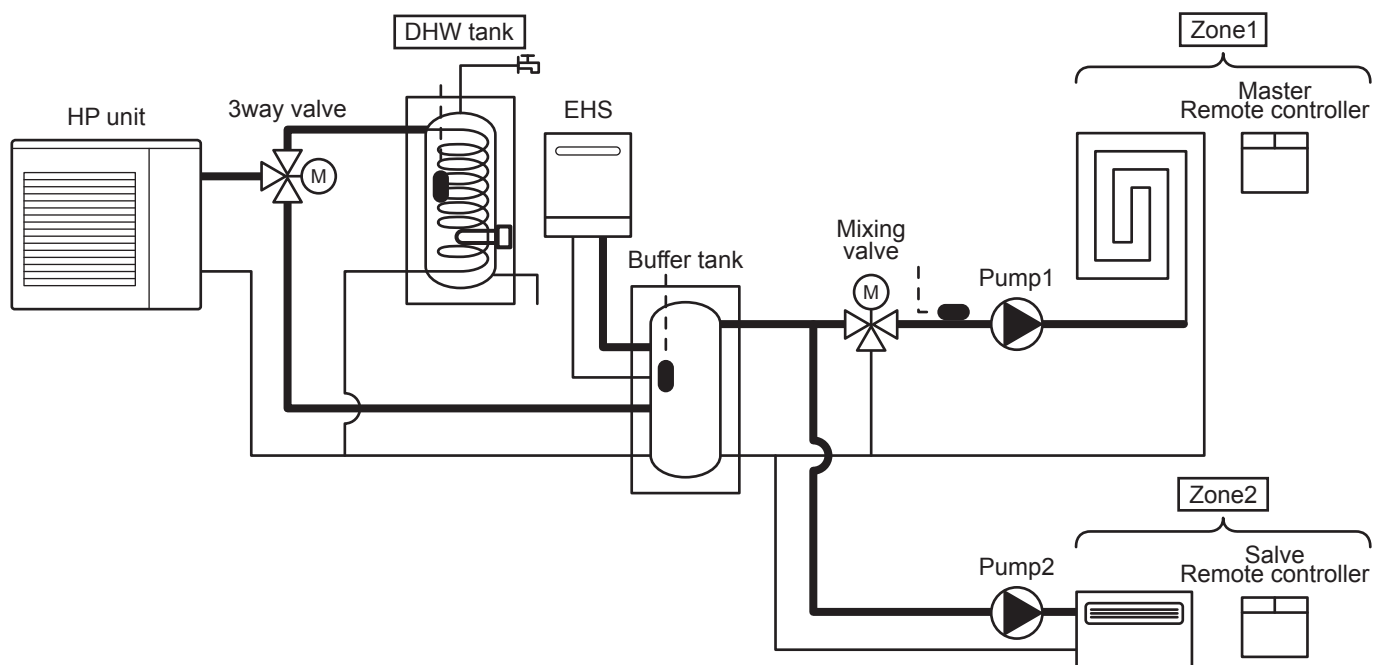 DHW tank
Zone1
Master
Remote controller
HP unit
3way valve
EHS
M
Mixing
valve
Buffer tank
Pump1
M
Zone2
Salve
Remote controller
Pump2